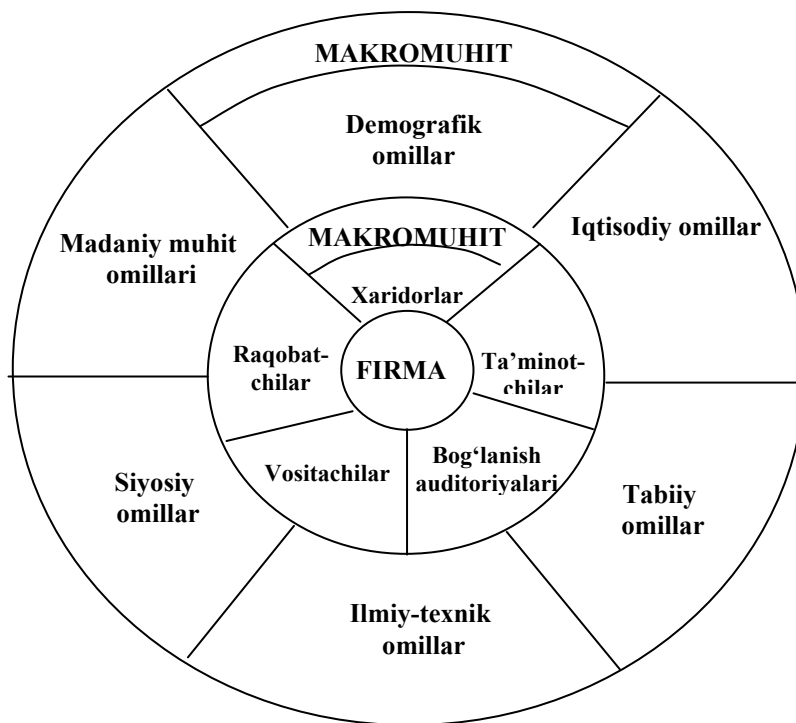 MAKROMUHIT
Demografik
omillar
Iqtisodiy omillar
Madaniy muhit
omillari
MAKROMUHIT
Xaridorlar
Raqobat-
chilar
FIRMA
Ta’minot-
chilar
Vositachilar
Bog‘lanish
auditoriyalari
Siyosiy
omillar
Tabiiy
omillar
Ilmiy-texnik
omillar